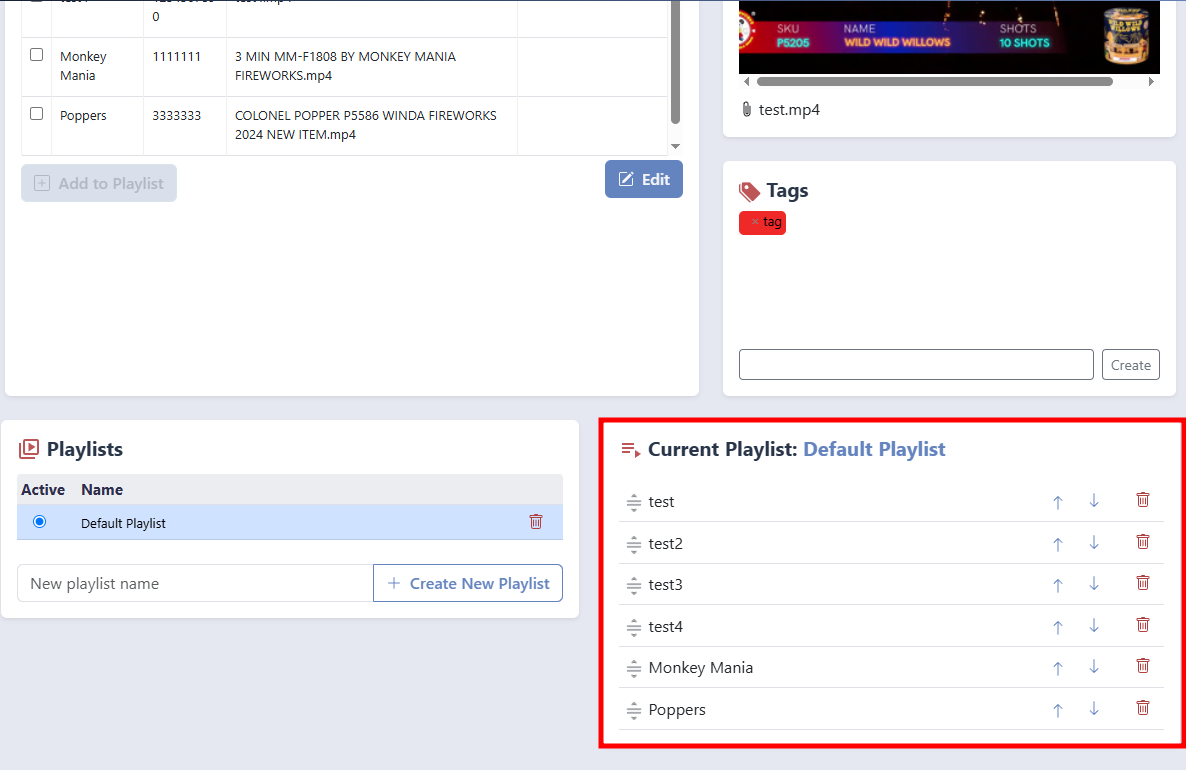 0
Monkey Mania
1111111
3 MIN MM-F1808 BY MONKEY MANIA FIREWORKS.mp4
Poppers
3333333
COLONEL POPPER P5586 WINDA FIREWORKS 2024 NEW ITEM.mp4
Add to Playlist
Edit
SKU
P5205
NAME
WILD WILD WILLOWS
SHOTS
10 SHOTS
test.mp4
Tags
× tag
Create
Playlists
Active Name
Default Playlist
New playlist name
Create New Playlist
Current Playlist: Default Playlist
test
test2
test3
test4
Monkey Mania
Poppers